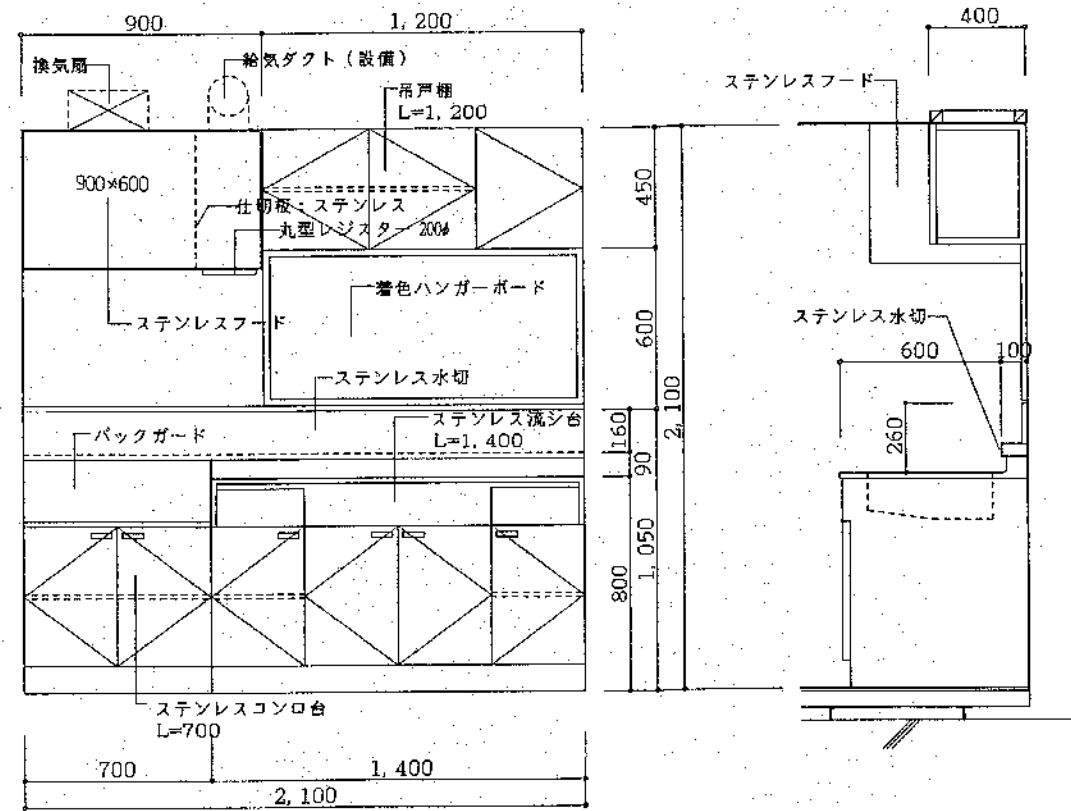 900
1,200
400
換気扇
給気ダクト（設備）
ステンレスフード
吊戸棚
L=1,200
900×600
仕切板：ステンレス
丸型レジスター 200φ
450
着色ハンガーボード
ステンレスフード
600
ステンレス水切
600
100
ステンレス水切
2,100
ステンレス流シ台
L=1,400
160
バックガード
90
260
1,050
800
ステンレスコンロ台
L=700
700
1,400
2,100